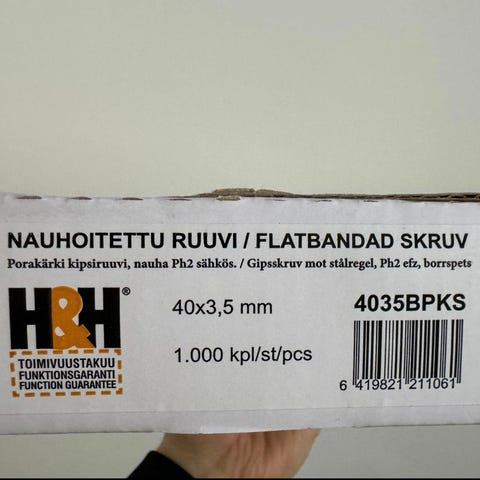 NAUHOITETTU RUUVI / FLATBANDAD SKRUV
Porakärki kipsiruuvi, nauha Ph2 sähkös. / Gipsskruv mot stålregel, Ph2 efz, borrspets
H&H®
TOIMIVUUSTAKUU
FUNKTIONSGARANTI
FUNCTION GUARANTEE
40x3,5 mm
1.000 kpl/st/pcs
4035BPKS
6 419821 211061